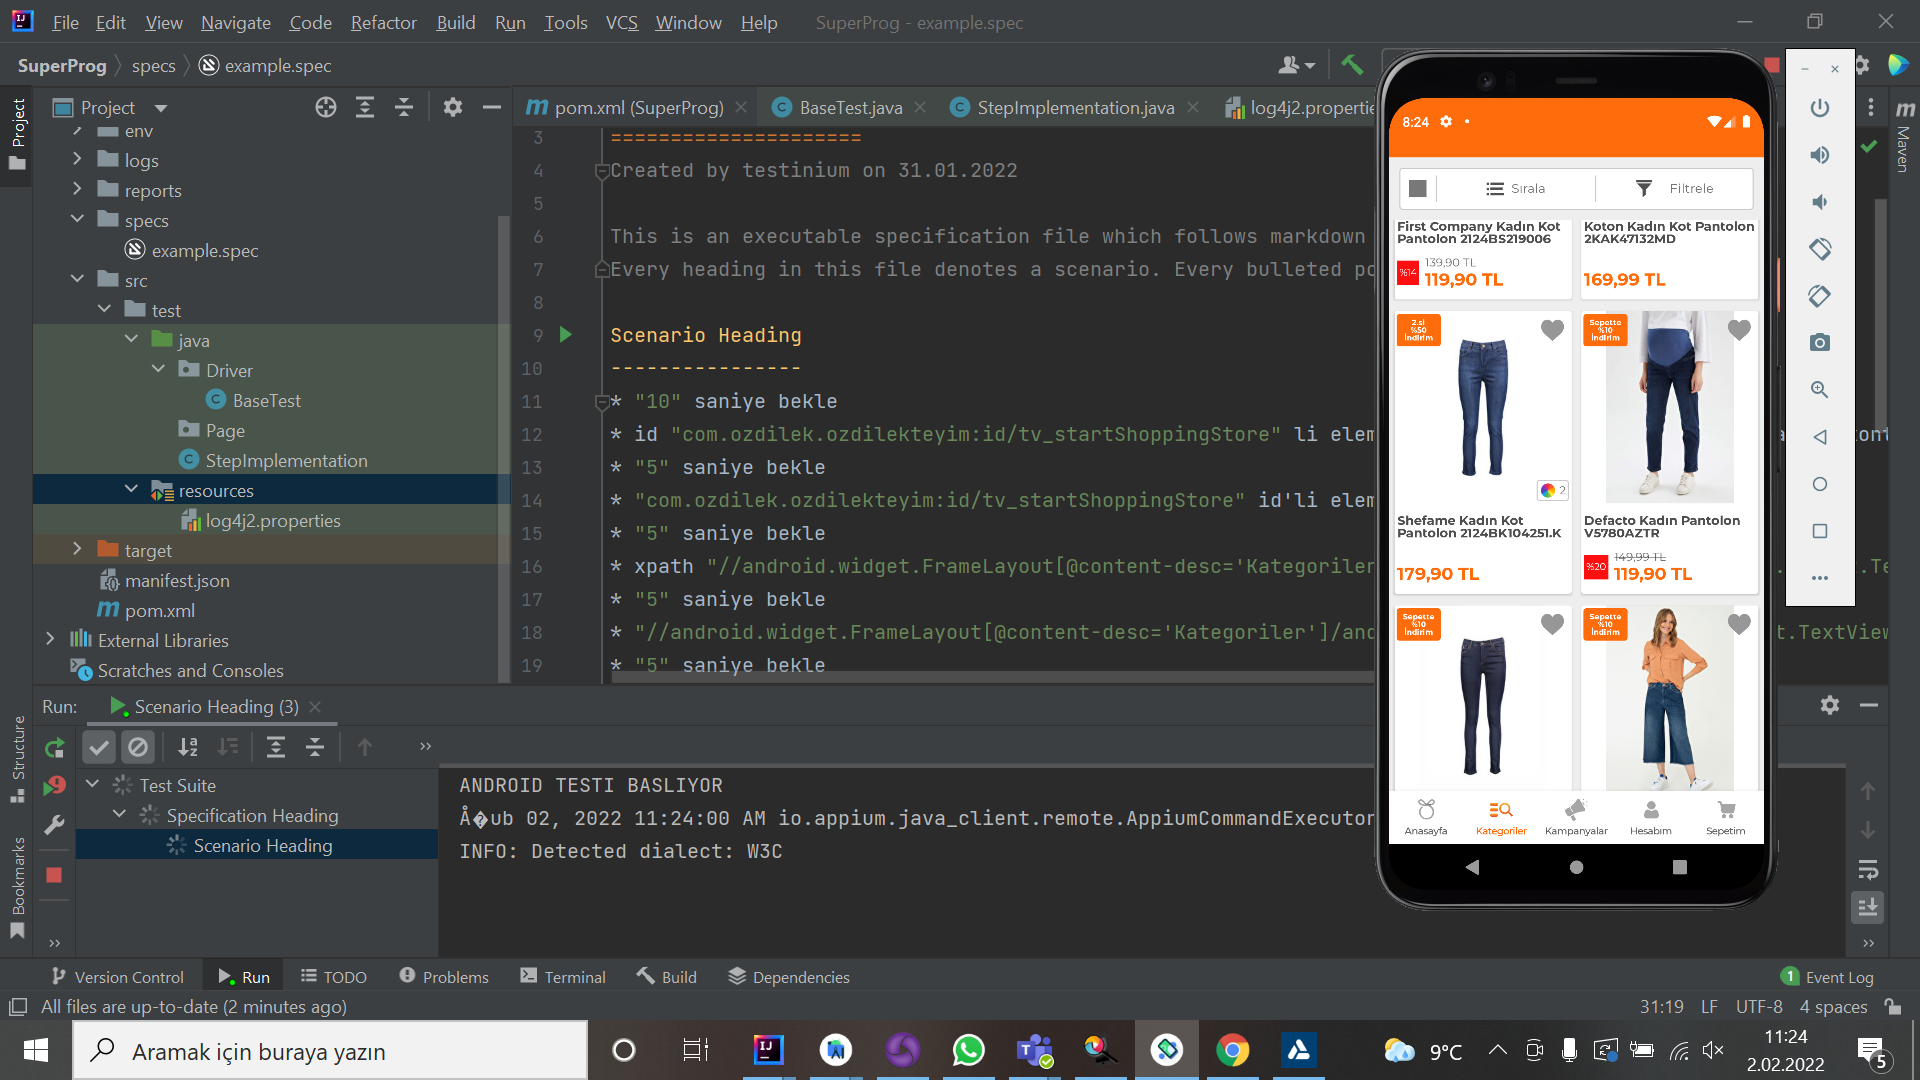 File Edit View Navigate Code Refactor Build Run Tools VCS Window Help SuperProg - example.spec
SuperProg specs example.spec
Project
env
logs
reports
specs
example.spec
src
test
java
Driver
BaseTest
Page
StepImplementation
resources
log4j2.properties
target
manifest.json
pom.xml
External Libraries
Scratches and Consoles
Project
Structure
Bookmarks
Maven
pom.xml (SuperProg) BaseTest.java StepImplementation.java log4j2.propertie
3 =====================
4 Created by testinium on 31.01.2022
5
6 This is an executable specification file which follows markdown
7 Every heading in this file denotes a scenario. Every bulleted po
8
9 Scenario Heading
10 ----------------
11 * "10" saniye bekle
12 * id "com.ozdilek.ozdilekteyim:id/tv_startShoppingStore" li elem
13 * "5" saniye bekle
14 * "com.ozdilek.ozdilekteyim:id/tv_startShoppingStore" id'li elem
15 * "5" saniye bekle
16 * xpath "//android.widget.FrameLayout[@content-desc='Kategoriler
17 * "5" saniye bekle
18 * "//android.widget.FrameLayout[@content-desc='Kategoriler']/and
19 * "5" saniye bekle
ont
.Te
t.TextView
8:24
Sırala Filtrele
First Company Kadın Kot
Pantolon 2124BS219006
%14 139,90 TL
119,90 TL
Koton Kadın Kot Pantolon
2KAK47132MD
169,99 TL
2.si
%50
İndirim
2
Shefame Kadın Kot
Pantolon 2124BK104251.K
179,90 TL
Sepette
%10
İndirim
Defacto Kadın Pantolon
V5780AZTR
%20 149,99 TL
119,90 TL
Sepette
%10
İndirim
Sepette
%10
İndirim
Anasayfa Kategoriler Kampanyalar Hesabım Sepetim
Run: Scenario Heading (3)
Test Suite
Specification Heading
Scenario Heading
ANDROID TESTI BASLIYOR
Å�ub 02, 2022 11:24:00 AM io.appium.java_client.remote.AppiumCommandExecutor
INFO: Detected dialect: W3C
Version Control Run TODO Problems Terminal Build Dependencies 1 Event Log
All files are up-to-date (2 minutes ago) 31:19 LF UTF-8 4 spaces
Aramak için buraya yazın
9°C
11:24
2.02.2022
5